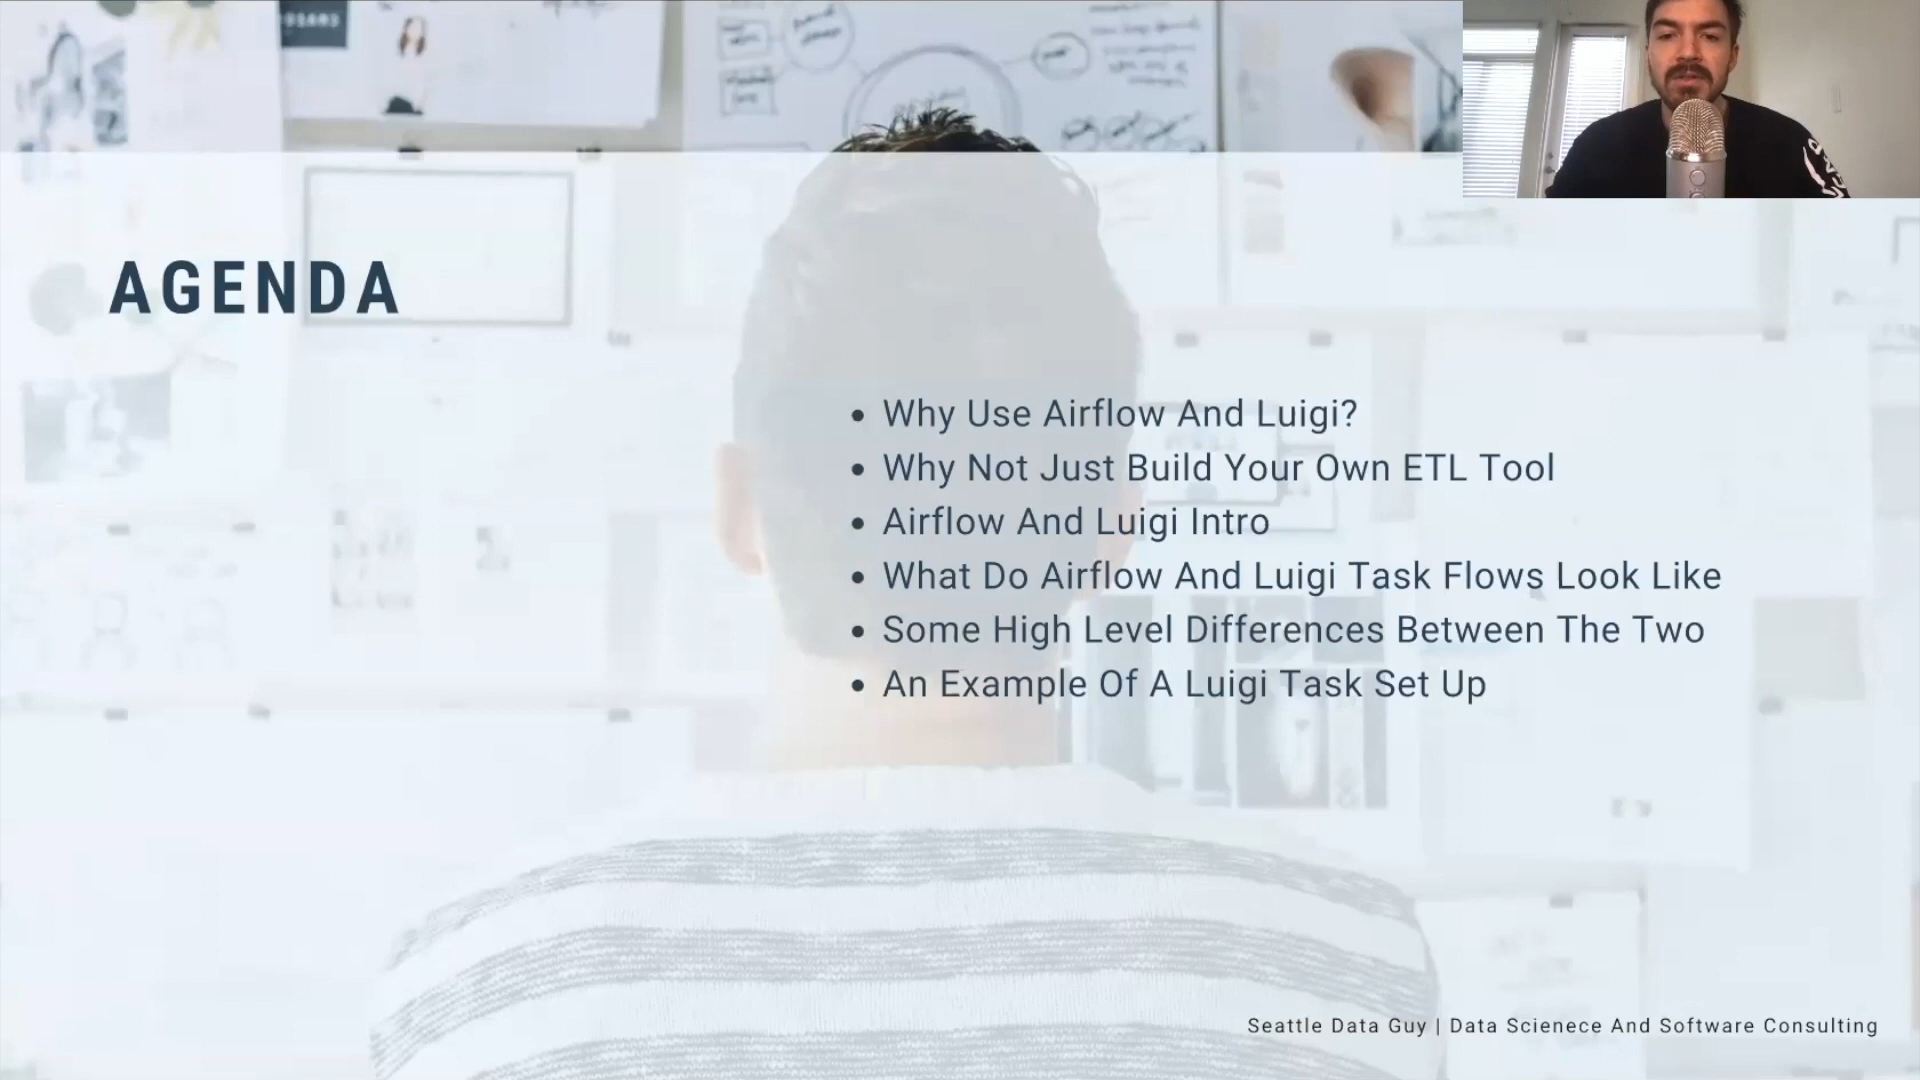 AGENDA
• Why Use Airflow And Luigi?
• Why Not Just Build Your Own ETL Tool
• Airflow And Luigi Intro
• What Do Airflow And Luigi Task Flows Look Like
• Some High Level Differences Between The Two
• An Example Of A Luigi Task Set Up
Seattle Data Guy | Data Scienece And Software Consulting